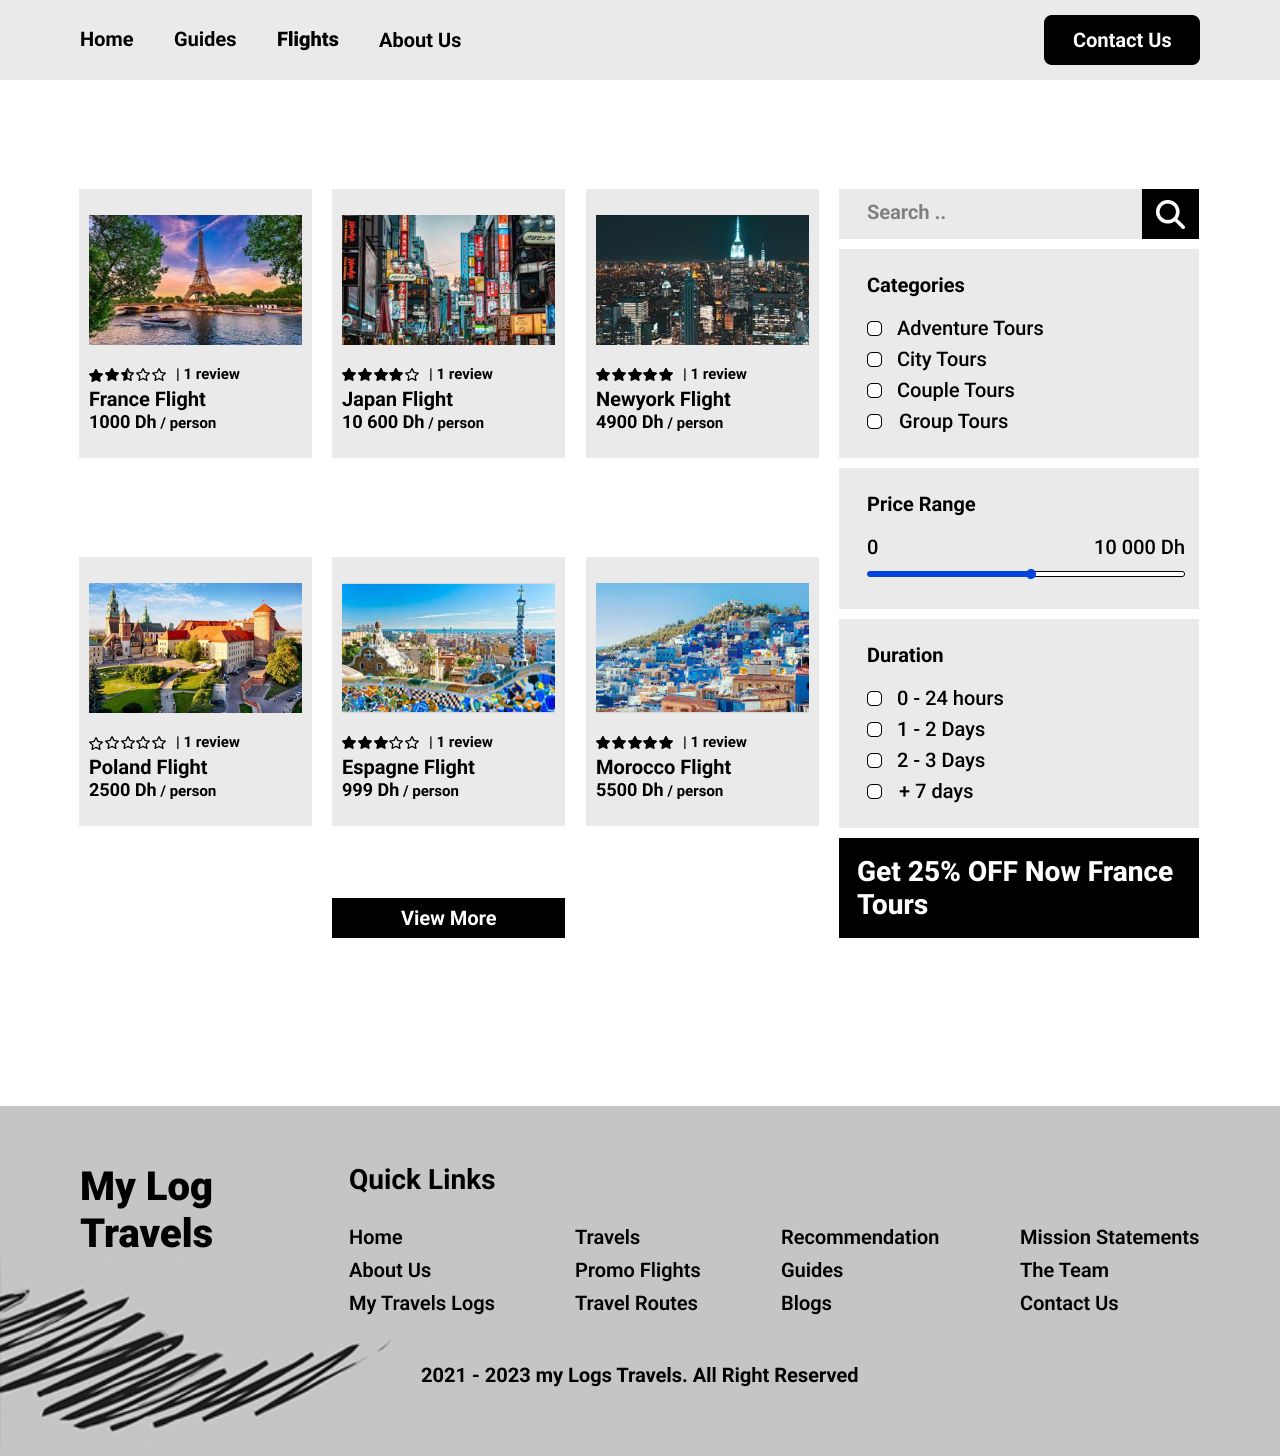 Home
Guides
Flights
About Us
Contact Us
| 1 review
France Flight
1000 Dh / person
| 1 review
Japan Flight
10 600 Dh / person
| 1 review
Newyork Flight
4900 Dh / person
Search ..
Categories
Adventure Tours
City Tours
Couple Tours
Group Tours
Price Range
0
10 000 Dh
| 1 review
Poland Flight
2500 Dh / person
| 1 review
Espagne Flight
999 Dh / person
| 1 review
Morocco Flight
5500 Dh / person
Duration
0 - 24 hours
1 - 2 Days
2 - 3 Days
+ 7 days
Get 25% OFF Now France
Tours
View More
My Log
Travels
Quick Links
Home
About Us
My Travels Logs
Travels
Promo Flights
Travel Routes
Recommendation
Guides
Blogs
Mission Statements
The Team
Contact Us
2021 - 2023 my Logs Travels. All Right Reserved